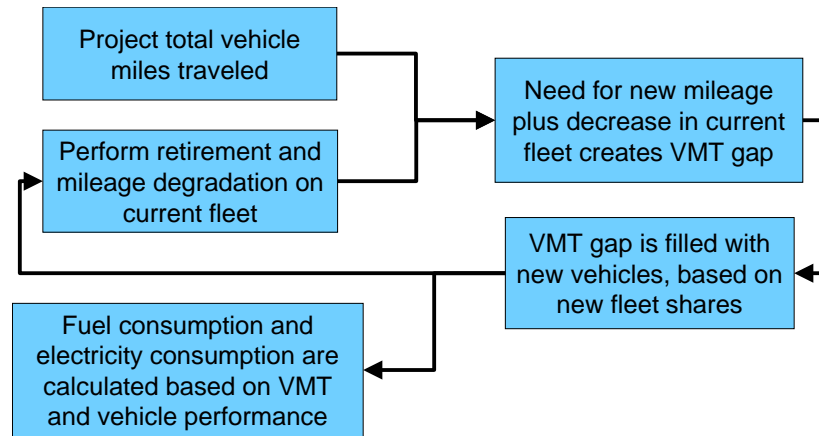 Project total vehicle
miles traveled
Need for new mileage
plus decrease in current
fleet creates VMT gap
Perform retirement and
mileage degradation on
current fleet
VMT gap is filled with
new vehicles, based on
new fleet shares
Fuel consumption and
electricity consumption are
calculated based on VMT
and vehicle performance